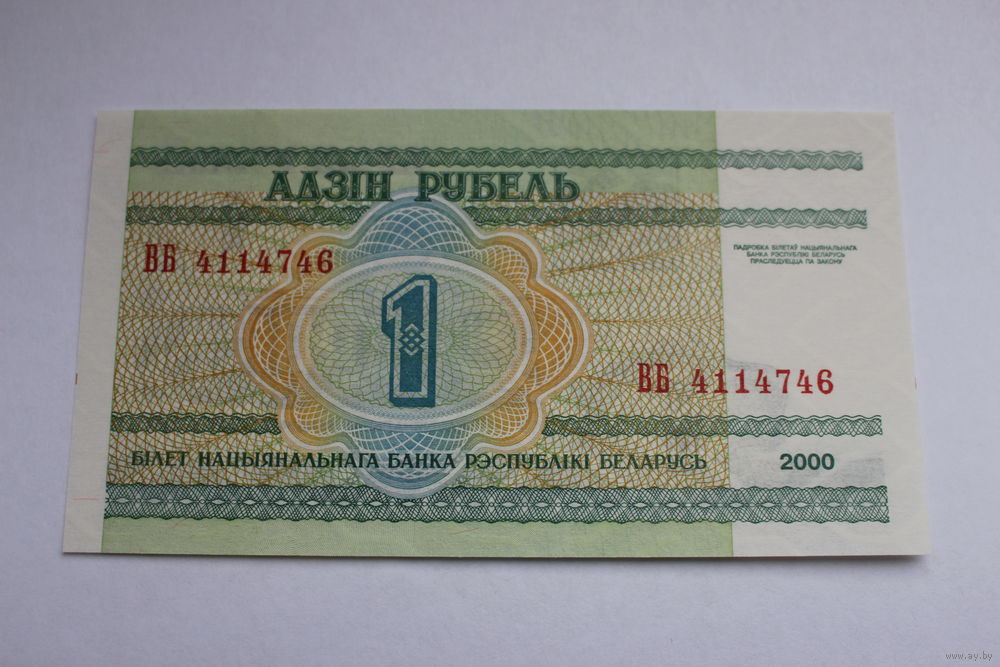 АДЗІН РУБЕЛЬ
ПАДРОБКА БІЛЕТАЎ НАЦЫЯНАЛЬНАГА
БАНКА РЭСПУБЛІКІ БЕЛАРУСЬ
ПРАСЛЕДУЕЦЦА ПА ЗАКОНУ
ВБ 4114746
1
ВБ 4114746
БІЛЕТ НАЦЫЯНАЛЬНАГА БАНКА РЭСПУБЛІКІ БЕЛАРУСЬ 2000
www.ay.by